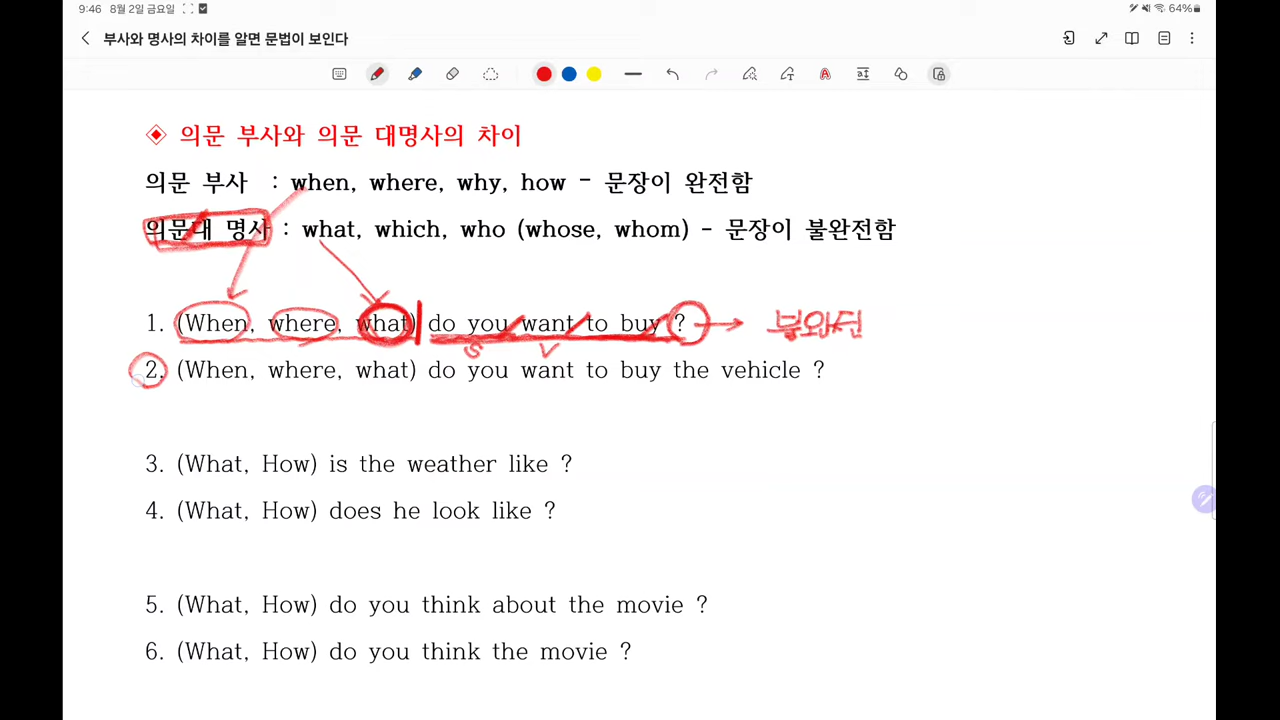 9:46 8월 2일 금요일 64%
부사와 명사의 차이를 알면 문법이 보인다
◈ 의문 부사와 의문 대명사의 차이
의문 부사 : when, where, why, how - 문장이 완전함
의문대 명사 : what, which, who (whose, whom) - 문장이 불완전함
1. (When, where, what) do you want to buy ? → 불완전
S V
2. (When, where, what) do you want to buy the vehicle ?
3. (What, How) is the weather like ?
4. (What, How) does he look like ?
5. (What, How) do you think about the movie ?
6. (What, How) do you think the movie ?